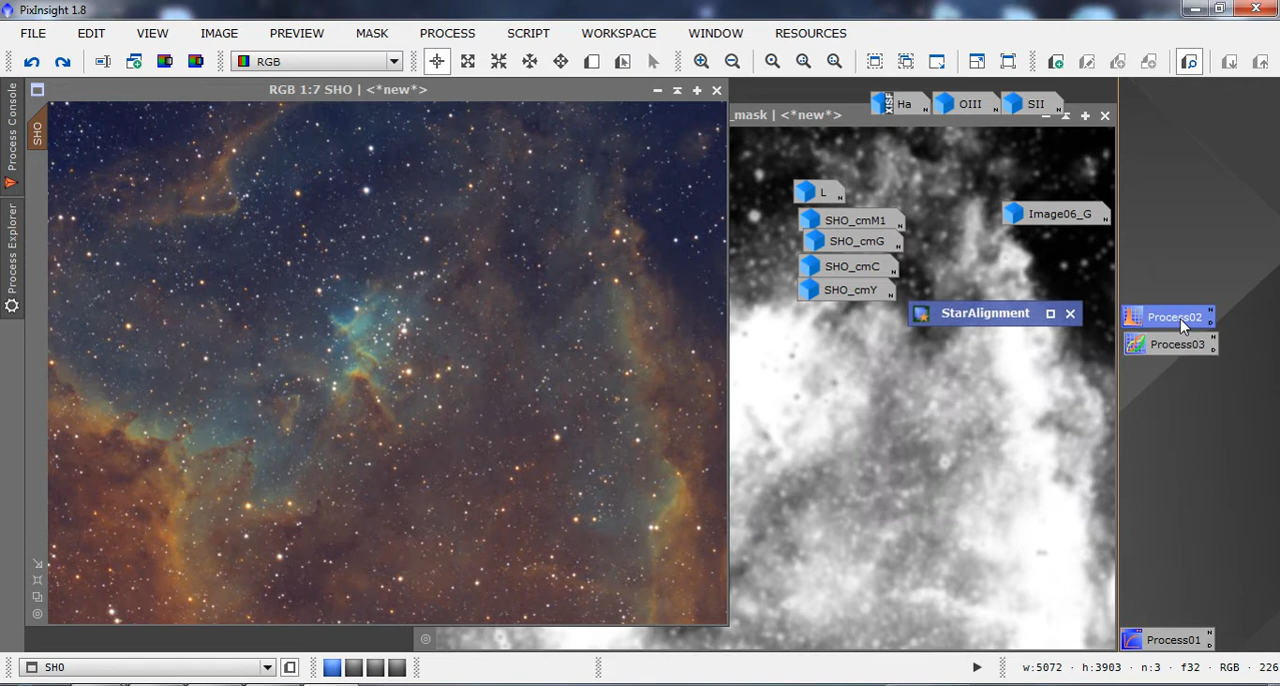 PixInsight 1.8
FILE EDIT VIEW IMAGE PREVIEW MASK PROCESS SCRIPT WORKSPACE WINDOW RESOURCES
RGB
RGB 1:7 SHO | <*new*>
_mask | <*new*>
Ha
N
OIII
N
SII
N
XISF
Process Console
Process Explorer
SHO
L
N
SHO_cmM1
N
SHO_cmG
N
SHO_cmC
N
SHO_cmY
N
Image06_G
N
StarAlignment
Process02
N
D
Process03
N
D
Process01
N
D
SHO
w:5072 · h:3903 · n:3 · f32 · RGB · 226